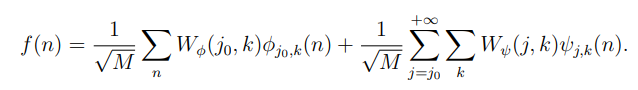 f(n) = \frac{1}{\sqrt{M}} \sum_{n} W_{\phi}(j_0, k)\phi_{j_0,k}(n) + \frac{1}{\sqrt{M}} \sum_{j=j_0}^{+\infty} \sum_{k} W_{\psi}(j, k)\psi_{j,k}(n).